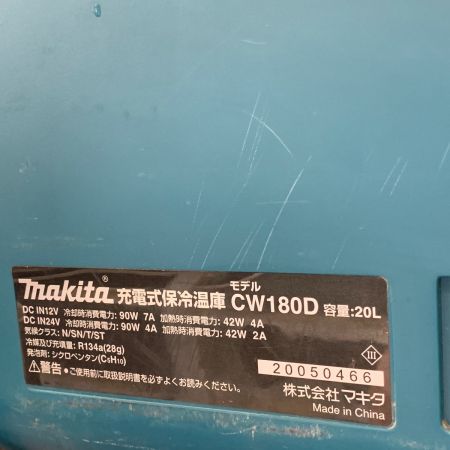 makita® 充電式保冷温庫 モデル CW180D 容量:20L
DC IN12V 冷却時消費電力: 90W 7A 加熱時消費電力: 42W 4A
DC IN24V 冷却時消費電力: 90W 4A 加熱時消費電力: 42W 2A
気候クラス: N/SN/T/ST
冷媒及び充填量: R134a(28g)
発泡剤: シクロペンタン(C5H10)
⚠警告 ●ご使用前に取扱説明書を必ずよくお読みください。
III
20050466
株式会社 マキタ
Made in China